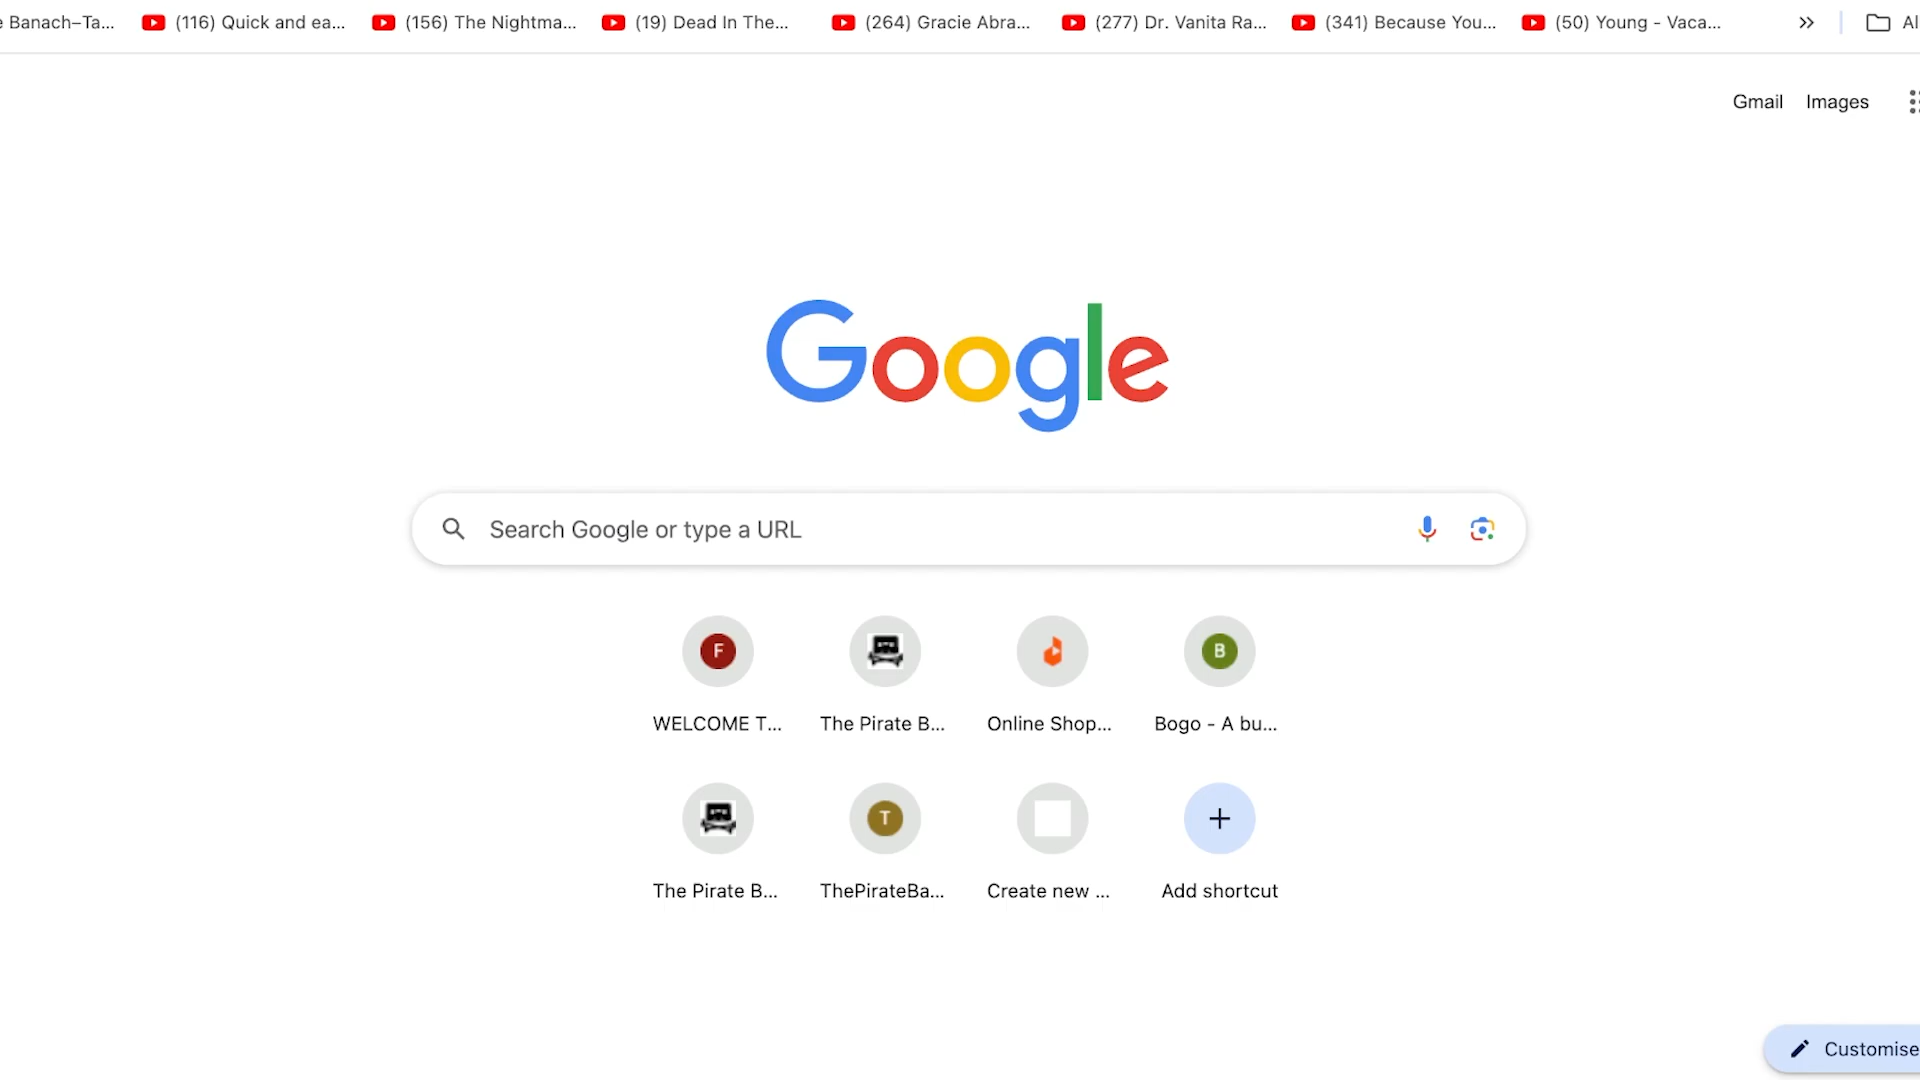 e Banach–Ta... (116) Quick and ea... (156) The Nightma... (19) Dead In The... (264) Gracie Abra... (277) Dr. Vanita Ra... (341) Because You... (50) Young - Vaca... » Al
Gmail Images
Google
Search Google or type a URL
F B
WELCOME T... The Pirate B... Online Shop... Bogo - A bu...
T
The Pirate B... ThePirateBa... Create new ... Add shortcut
Customise